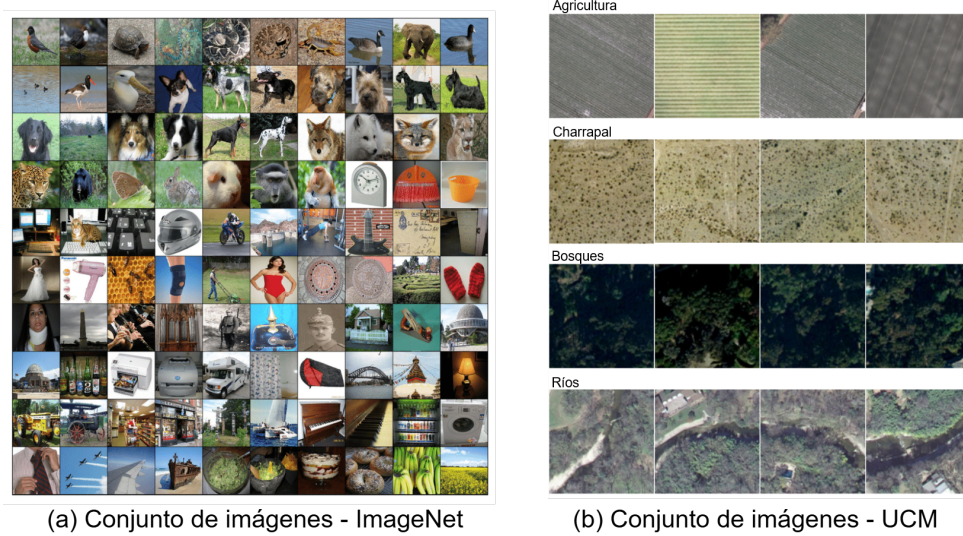 Agricultura
Charrapal
Bosques
Ríos
(a) Conjunto de imágenes - ImageNet
(b) Conjunto de imágenes - UCM